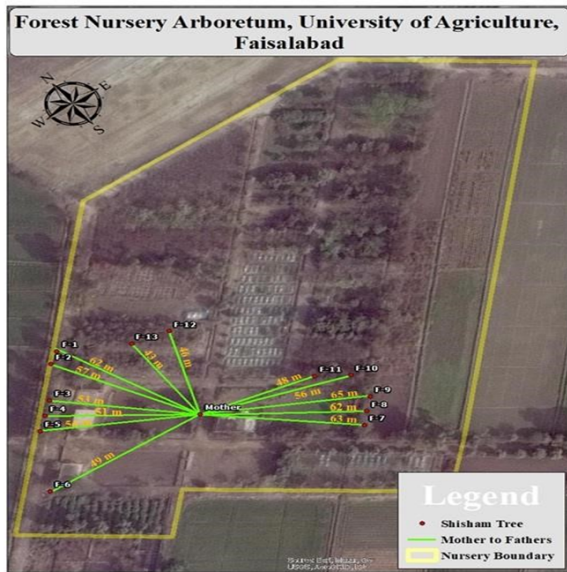 Forest Nursery Arboretum, University of Agriculture,
Faisalabad
N
E
W
S
F-12
F-13
F-1
F-2
62 m
57 m
43 m
46 m
F-11
F-10
48 m
56 m
F-9
65 m
F-3
53 m
F-8
62 m
F-4
51 m
Mother
F-5
F-7
63 m
F-6
49 m
Legend
Shisham Tree
Mother to Fathers
Nursery Boundary